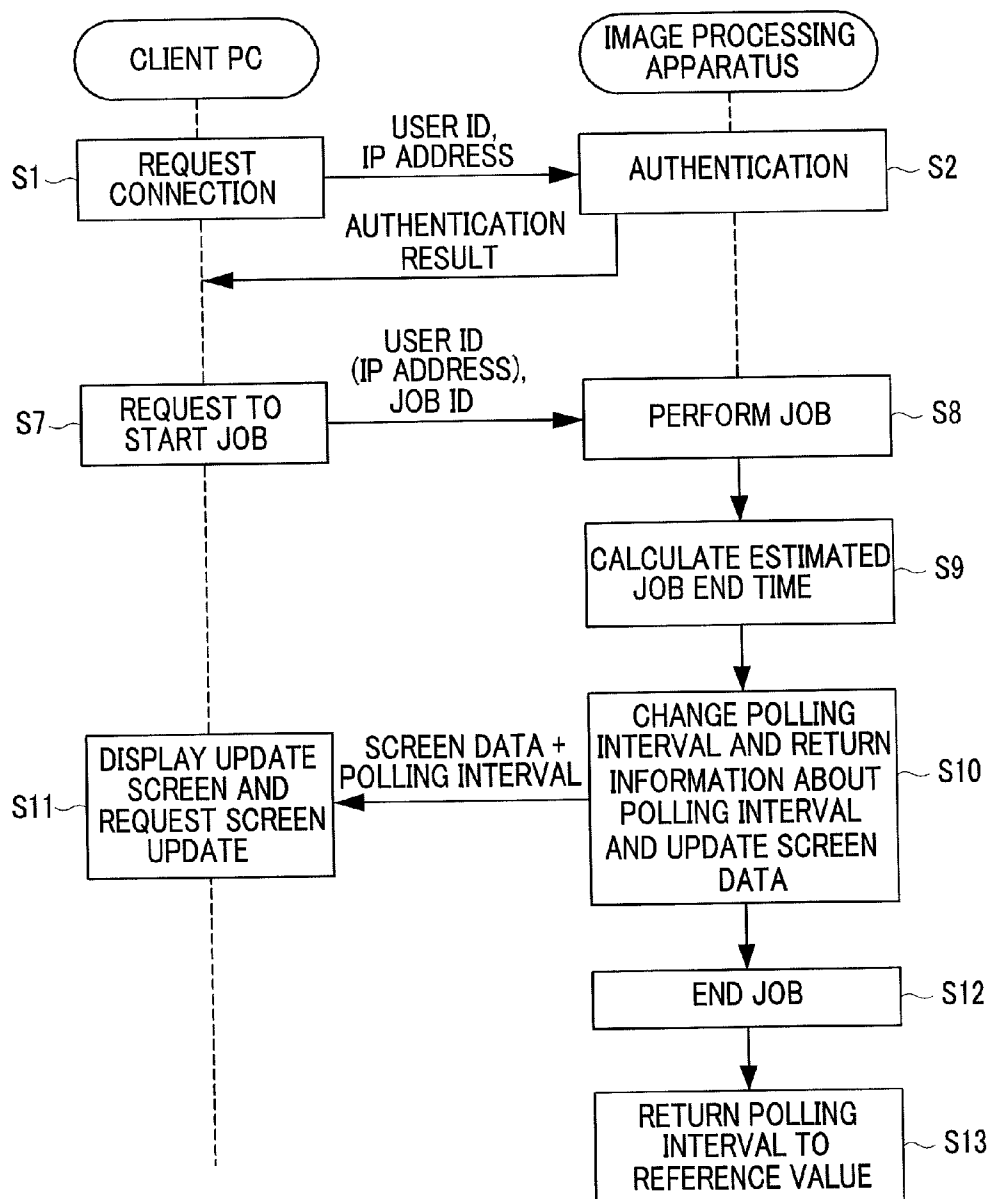 CLIENT PC
IMAGE PROCESSING
APPARATUS
S1
REQUEST
CONNECTION
USER ID,
IP ADDRESS
AUTHENTICATION
S2
AUTHENTICATION
RESULT
S7
REQUEST TO
START JOB
USER ID
(IP ADDRESS),
JOB ID
PERFORM JOB
S8
CALCULATE ESTIMATED
JOB END TIME
S9
CHANGE POLLING
INTERVAL AND RETURN
INFORMATION ABOUT
POLLING INTERVAL
AND UPDATE SCREEN
DATA
S10
SCREEN DATA +
POLLING INTERVAL
S11
DISPLAY UPDATE
SCREEN AND
REQUEST SCREEN
UPDATE
END JOB
S12
RETURN POLLING
INTERVAL TO
REFERENCE VALUE
S13